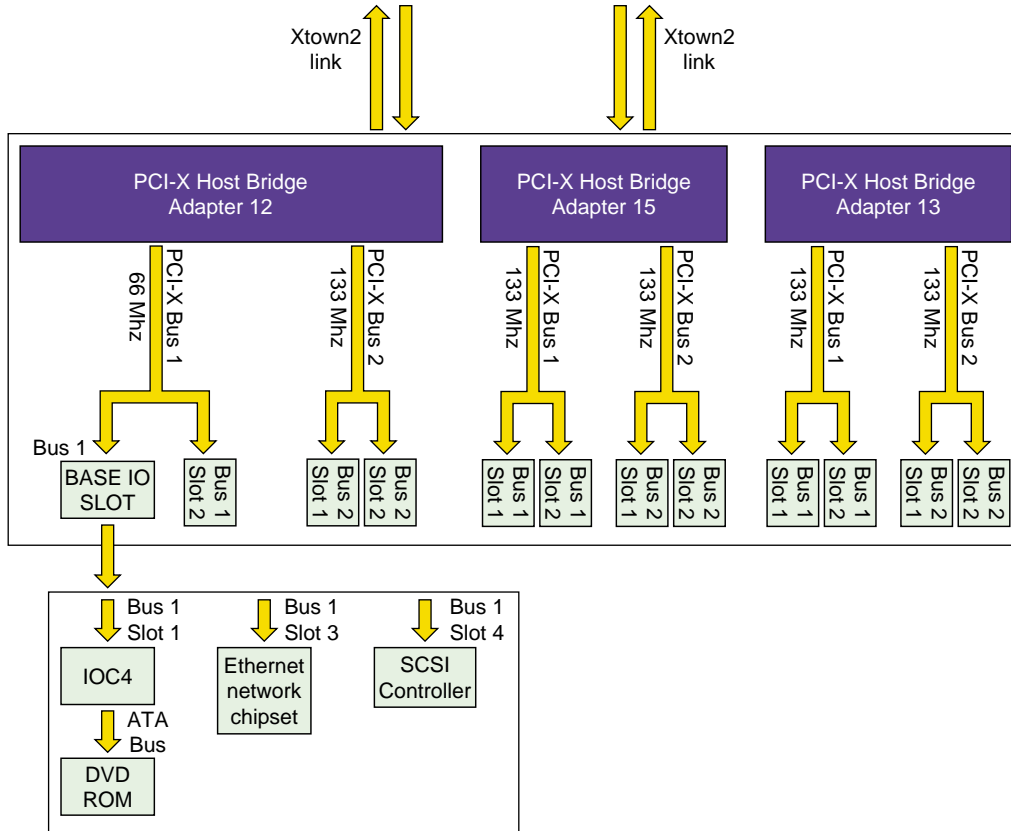 Xtown2
link
Xtown2
link
PCI-X Host Bridge
Adapter 12
PCI-X Host Bridge
Adapter 15
PCI-X Host Bridge
Adapter 13
PCI-X Bus 1
66 Mhz
PCI-X Bus 2
133 Mhz
PCI-X Bus 1
133 Mhz
PCI-X Bus 2
133 Mhz
PCI-X Bus 1
133 Mhz
PCI-X Bus 2
133 Mhz
Bus 1
BASE IO
SLOT
Bus 1
Slot 2
Bus 2
Slot 1
Bus 2
Slot 2
Bus 1
Slot 1
Bus 1
Slot 2
Bus 2
Slot 1
Bus 2
Slot 2
Bus 1
Slot 1
Bus 1
Slot 2
Bus 2
Slot 1
Bus 2
Slot 2
Bus 1
Slot 1
Bus 1
Slot 3
Bus 1
Slot 4
IOC4
Ethernet
network
chipset
SCSI
Controller
ATA
Bus
DVD
ROM